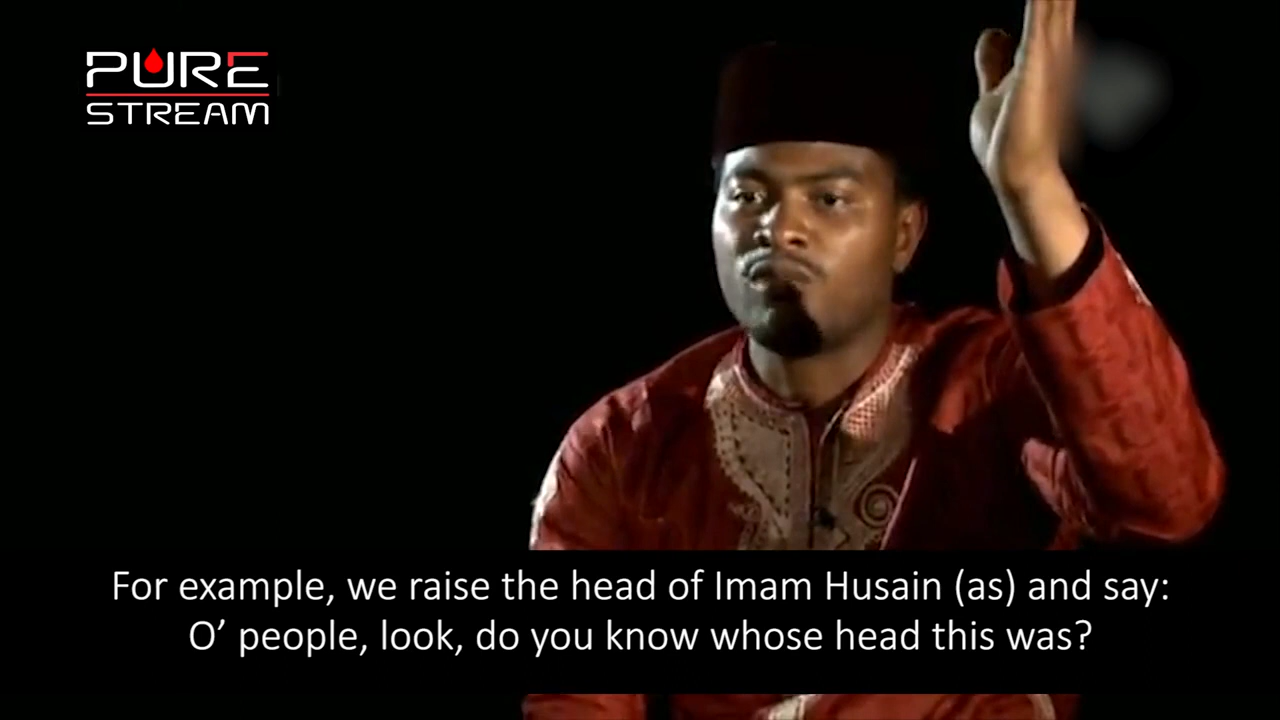 PURE
STREAM
For example, we raise the head of Imam Husain (as) and say:
O’ people, look, do you know whose head this was?